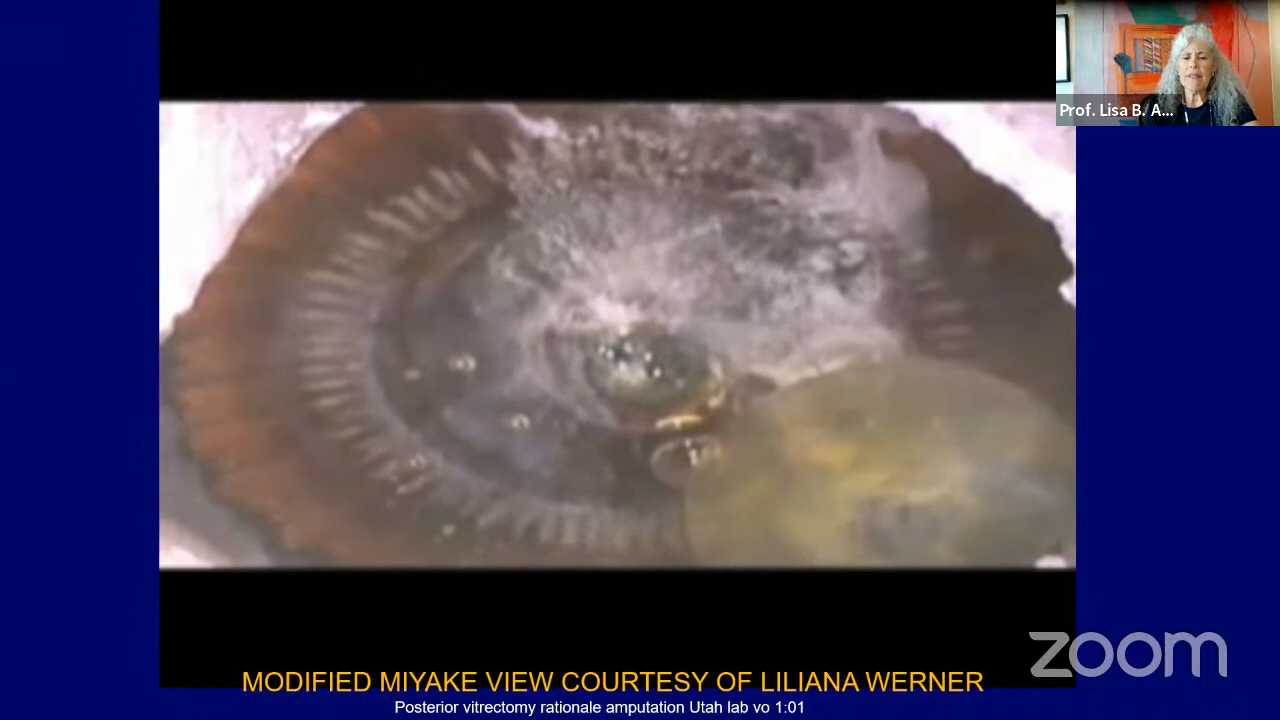 Prof. Lisa B. A...
zoom
MODIFIED MIYAKE VIEW COURTESY OF LILIANA WERNER
Posterior vitrectomy rationale amputation Utah lab vo 1:01